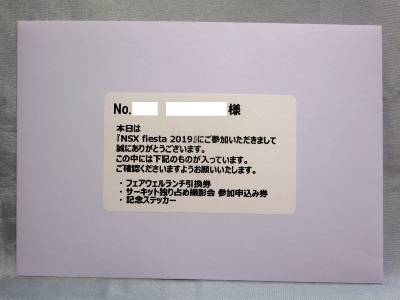 No. 様
本日は
『NSX fiesta 2019』にご参加いただきまして
誠にありがとうございます。
この中には下記のものが入っています。
ご確認くださいますようお願いいたします。
・ フェアウェルランチ引換券
・ サーキット独り占め撮影会 参加申込み券
・ 記念ステッカー